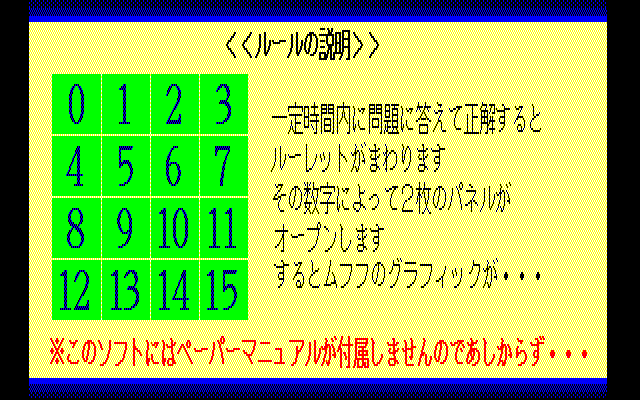 <<ルールの説明>>
0 1 2 3
4 5 6 7
8 9 10 11
12 13 14 15
一定時間内に問題に答えて正解すると
ルーレットがまわります
その数字によって2枚のパネルが
オープンします
するとムフフのグラフィックが・・・
※このソフトにはペーパーマニュアルが付属しませんのであしからず・・・